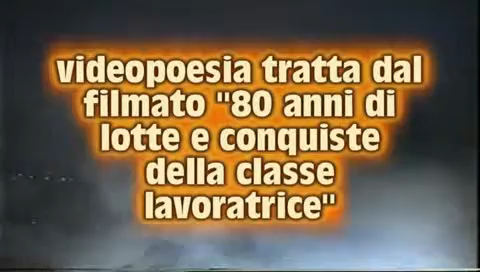 videopoesia tratta dal
filmato "80 anni di
lotte e conquiste
della classe
lavoratrice"